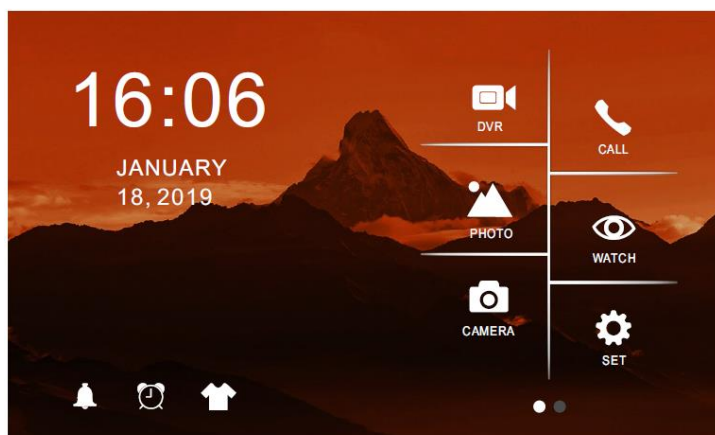 16:06
JANUARY
18, 2019
DVR
CALL
PHOTO
WATCH
CAMERA
SET